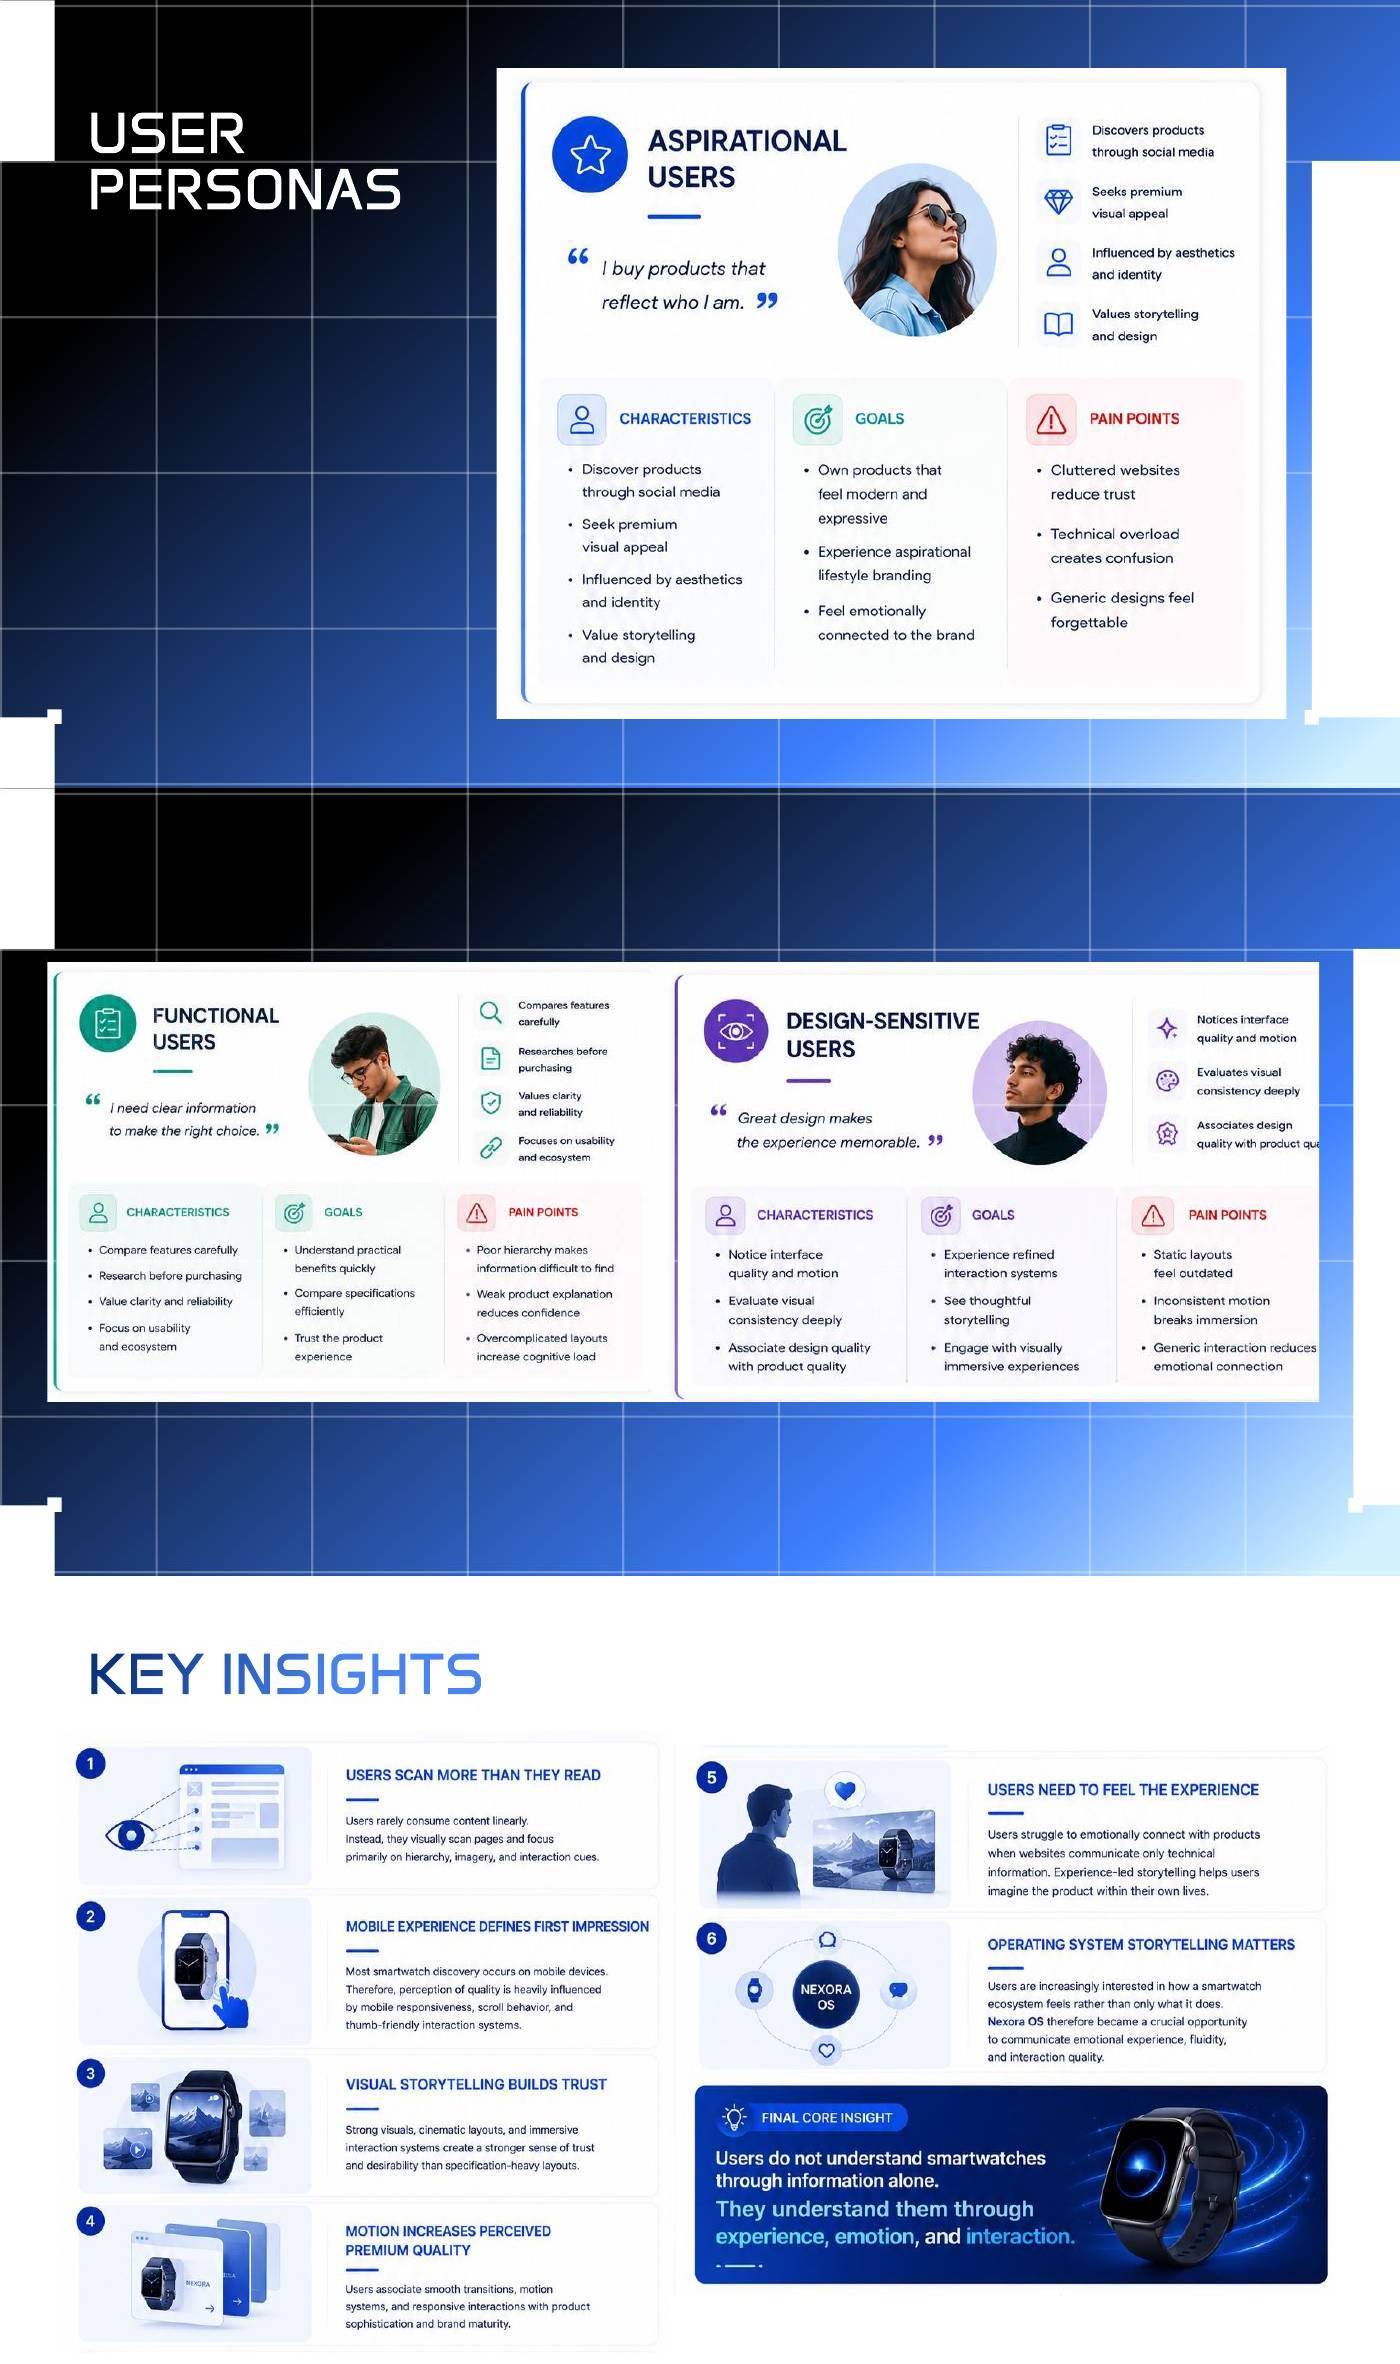 USER
PERSONAS
ASPIRATIONAL
USERS
“ I buy products that
reflect who I am. ”
Discovers products
through social media
Seeks premium
visual appeal
Influenced by aesthetics
and identity
Values storytelling
and design
CHARACTERISTICS
• Discover products
through social media
• Seek premium
visual appeal
• Influenced by aesthetics
and identity
• Value storytelling
and design
GOALS
• Own products that
feel modern and
expressive
• Experience aspirational
lifestyle branding
• Feel emotionally
connected to the brand
PAIN POINTS
• Cluttered websites
reduce trust
• Technical overload
creates confusion
• Generic designs feel
forgettable
FUNCTIONAL
USERS
“ I need clear information
to make the right choice. ”
Compares features
carefully
Researches before
purchasing
Values clarity
and reliability
Focuses on usability
and ecosystem
CHARACTERISTICS
• Compare features carefully
• Research before purchasing
• Value clarity and reliability
• Focus on usability
and ecosystem
GOALS
• Understand practical
benefits quickly
• Compare specifications
efficiently
• Trust the product
experience
PAIN POINTS
• Poor hierarchy makes
information difficult to find
• Weak product explanation
reduces confidence
• Overcomplicated layouts
increase cognitive load
DESIGN-SENSITIVE
USERS
“ Great design makes
the experience memorable. ”
Notices interface
quality and motion
Evaluates visual
consistency deeply
Associates design
quality with product qua
CHARACTERISTICS
• Notice interface
quality and motion
• Evaluate visual
consistency deeply
• Associate design quality
with product quality
GOALS
• Experience refined
interaction systems
• See thoughtful
storytelling
• Engage with visually
immersive experiences
PAIN POINTS
• Static layouts
feel outdated
• Inconsistent motion
breaks immersion
• Generic interaction reduces
emotional connection
KEY INSIGHTS
1
USERS SCAN MORE THAN THEY READ
Users rarely consume content linearly.
Instead, they visually scan pages and focus
primarily on hierarchy, imagery, and interaction cues.
2
MOBILE EXPERIENCE DEFINES FIRST IMPRESSION
Most smartwatch discovery occurs on mobile devices.
Therefore, perception of quality is heavily influenced
by mobile responsiveness, scroll behavior, and
thumb-friendly interaction systems.
3
VISUAL STORYTELLING BUILDS TRUST
Strong visuals, cinematic layouts, and immersive
interaction systems create a stronger sense of trust
and desirability than specification-heavy layouts.
4
NEXORA
MOTION INCREASES PERCEIVED
PREMIUM QUALITY
Users associate smooth transitions, motion
systems, and responsive interactions with product
sophistication and brand maturity.
5
USERS NEED TO FEEL THE EXPERIENCE
Users struggle to emotionally connect with products
when websites communicate only technical
information. Experience-led storytelling helps users
imagine the product within their own lives.
6
NEXORA
OS
OPERATING SYSTEM STORYTELLING MATTERS
Users are increasingly interested in how a smartwatch
ecosystem feels rather than only what it does.
Nexora OS therefore became a crucial opportunity
to communicate emotional experience, fluidity,
and interaction quality.
FINAL CORE INSIGHT
Users do not understand smartwatches
through information alone.
They understand them through
experience, emotion, and interaction.